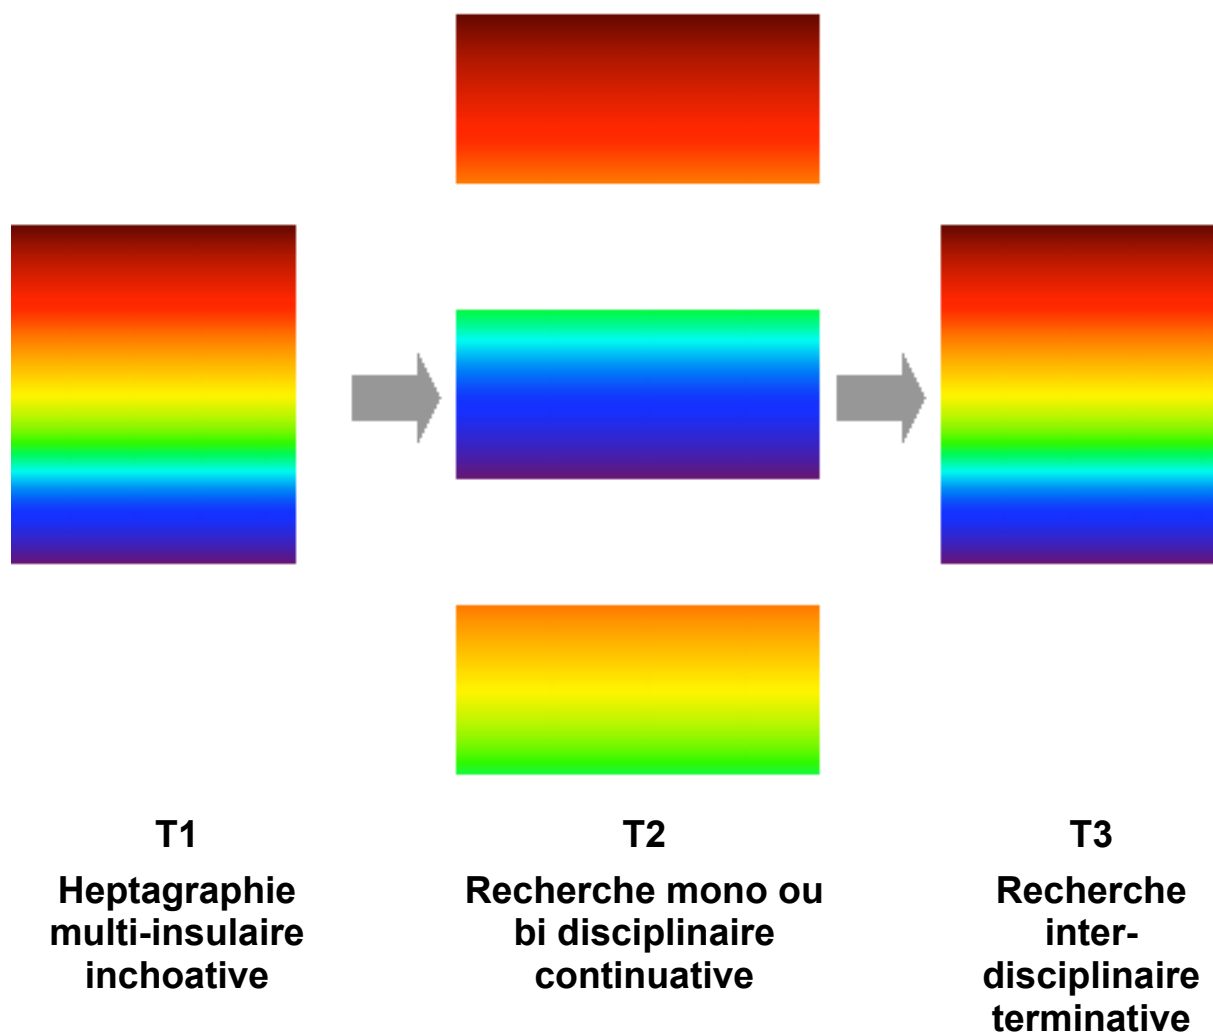 T1
Heptagraphie
multi-insulaire
inchoative
T2
Recherche mono ou
bi disciplinaire
continuative
T3
Recherche
inter-
disciplinaire
terminative